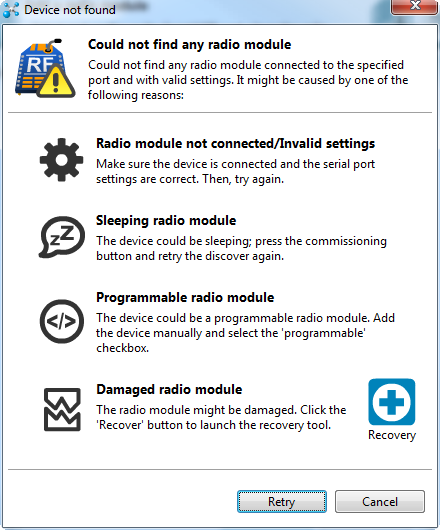 Device not found
Could not find any radio module
Could not find any radio module connected to the specified
port and with valid settings. It might be caused by one of the
following reasons:
RF
Radio module not connected/Invalid settings
Make sure the device is connected and the serial port
settings are correct. Then, try again.
zZ
Sleeping radio module
The device could be sleeping; press the commissioning
button and retry the discover again.
</>
Programmable radio module
The device could be a programmable radio module. Add
the device manually and select the 'programmable'
checkbox.
Damaged radio module
The radio module might be damaged. Click the
'Recover' button to launch the recovery tool.
Recovery
Retry
Cancel